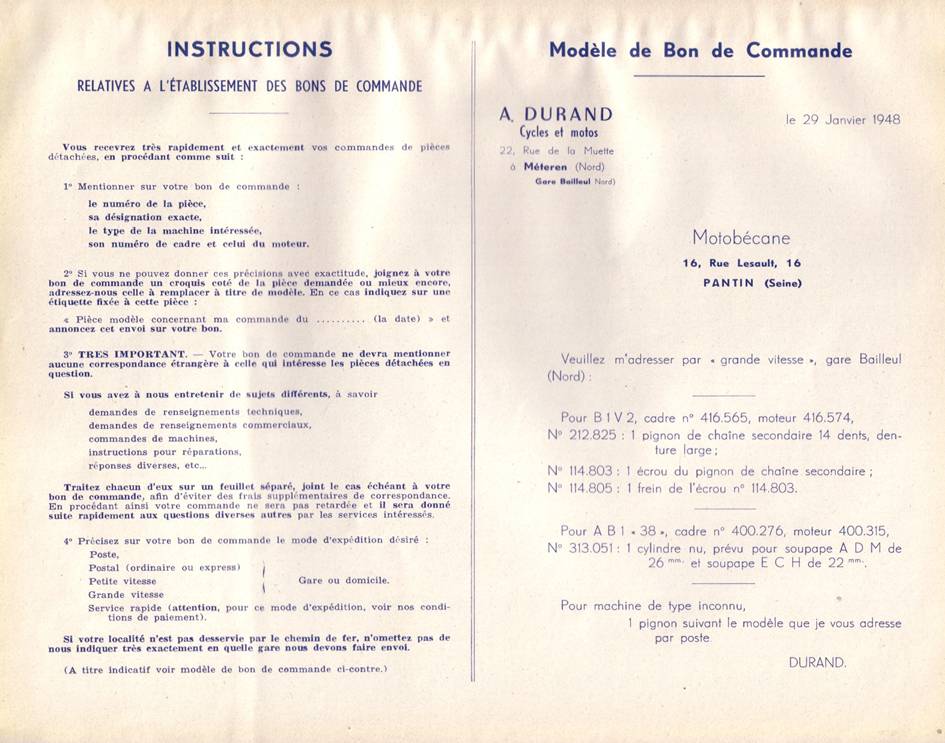 INSTRUCTIONS
RELATIVES A L'ÉTABLISSEMENT DES BONS DE COMMANDE
Vous recevrez très rapidement et exactement vos commandes de pièces
détachées, en procédant comme suit :
1° Mentionner sur votre bon de commande :
le numéro de la pièce,
sa désignation exacte,
le type de la machine intéressée,
son numéro de cadre et celui du moteur.
2° Si vous ne pouvez donner ces précisions avec exactitude, joignez à votre
bon de commande un croquis coté de la pièce demandée ou mieux encore,
adressez-nous celle à remplacer à titre de modèle. En ce cas indiquez sur une
étiquette fixée à cette pièce :
« Pièce modèle concernant ma commande du .......... (la date) » et
annoncez cet envoi sur votre bon.
3° TRES IMPORTANT. — Votre bon de commande ne devra mentionner
aucune correspondance étrangère à celle qui intéresse les pièces détachées en
question.
Si vous avez à nous entretenir de sujets différents, à savoir
demandes de renseignements techniques,
demandes de renseignements commerciaux,
commandes de machines,
instructions pour réparations,
réponses diverses, etc...
Traitez chacun d'eux sur un feuillet séparé, joint le cas échéant à votre
bon de commande, afin d'éviter des frais supplémentaires de correspondance.
En procédant ainsi votre commande ne sera pas retardée et il sera donné
suite rapidement aux questions diverses autres par les services intéressés.
4° Précisez sur votre bon de commande le mode d'expédition désiré :
Poste,
Postal (ordinaire ou express)
Petite vitesse Gare ou domicile.
Grande vitesse
Service rapide (attention, pour ce mode d'expédition, voir nos condi-
tions de paiement).
Si votre localité n'est pas desservie par le chemin de fer, n'omettez pas de
nous indiquer très exactement en quelle gare nous devons faire envoi.
(A titre indicatif voir modèle de bon de commande ci-contre.)
Modèle de Bon de Commande
A. DURAND
Cycles et motos
22, Rue de la Muette
à Méteren (Nord)
Gare Bailleul Nord)
le 29 Janvier 1948
Motobécane
16, Rue Lesault, 16
PANTIN (Seine)
Veuillez m'adresser par « grande vitesse », gare Bailleul
(Nord) :
Pour B 1 V 2, cadre n° 416.565, moteur 416.574,
N° 212.825 : 1 pignon de chaîne secondaire 14 dents, den-
ture large ;
N° 114.803 : 1 écrou du pignon de chaîne secondaire ;
N° 114.805 : 1 frein de l'écrou n° 114.803.
Pour A B 1 « 38 », cadre n° 400.276, moteur 400.315,
N° 313.051 : 1 cylindre nu, prévu pour soupape A D M de
26 mm. et soupape E C H de 22 mm.
Pour machine de type inconnu,
1 pignon suivant le modèle que je vous adresse
par poste.
DURAND.